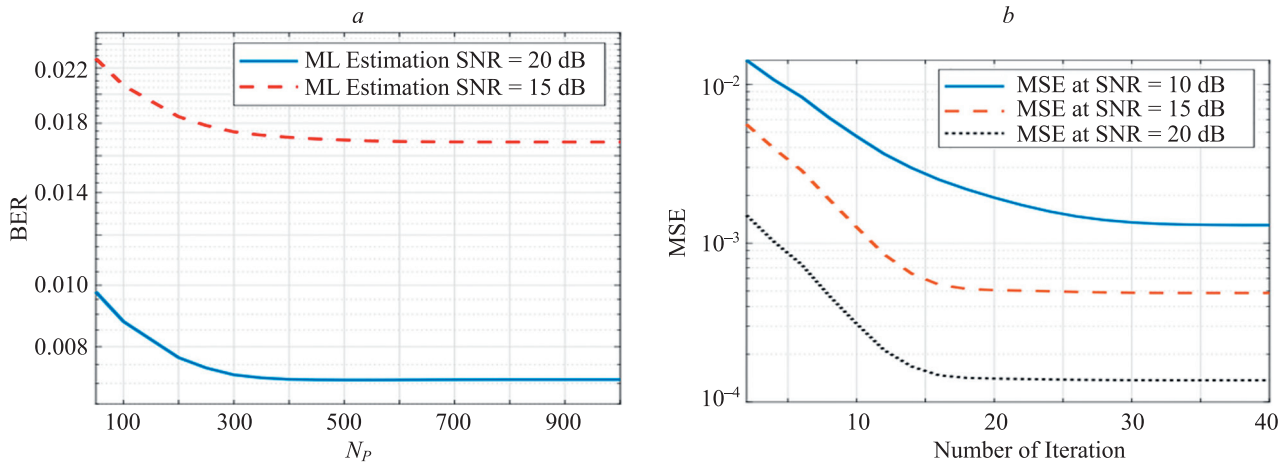 a
ML Estimation SNR = 20 dB
ML Estimation SNR = 15 dB
0.022
0.018
0.014
0.010
0.008
BER
100 300 500 700 900
N_P
b
MSE at SNR = 10 dB
MSE at SNR = 15 dB
MSE at SNR = 20 dB
10⁻²
10⁻³
10⁻⁴
MSE
10 20 30 40
Number of Iteration